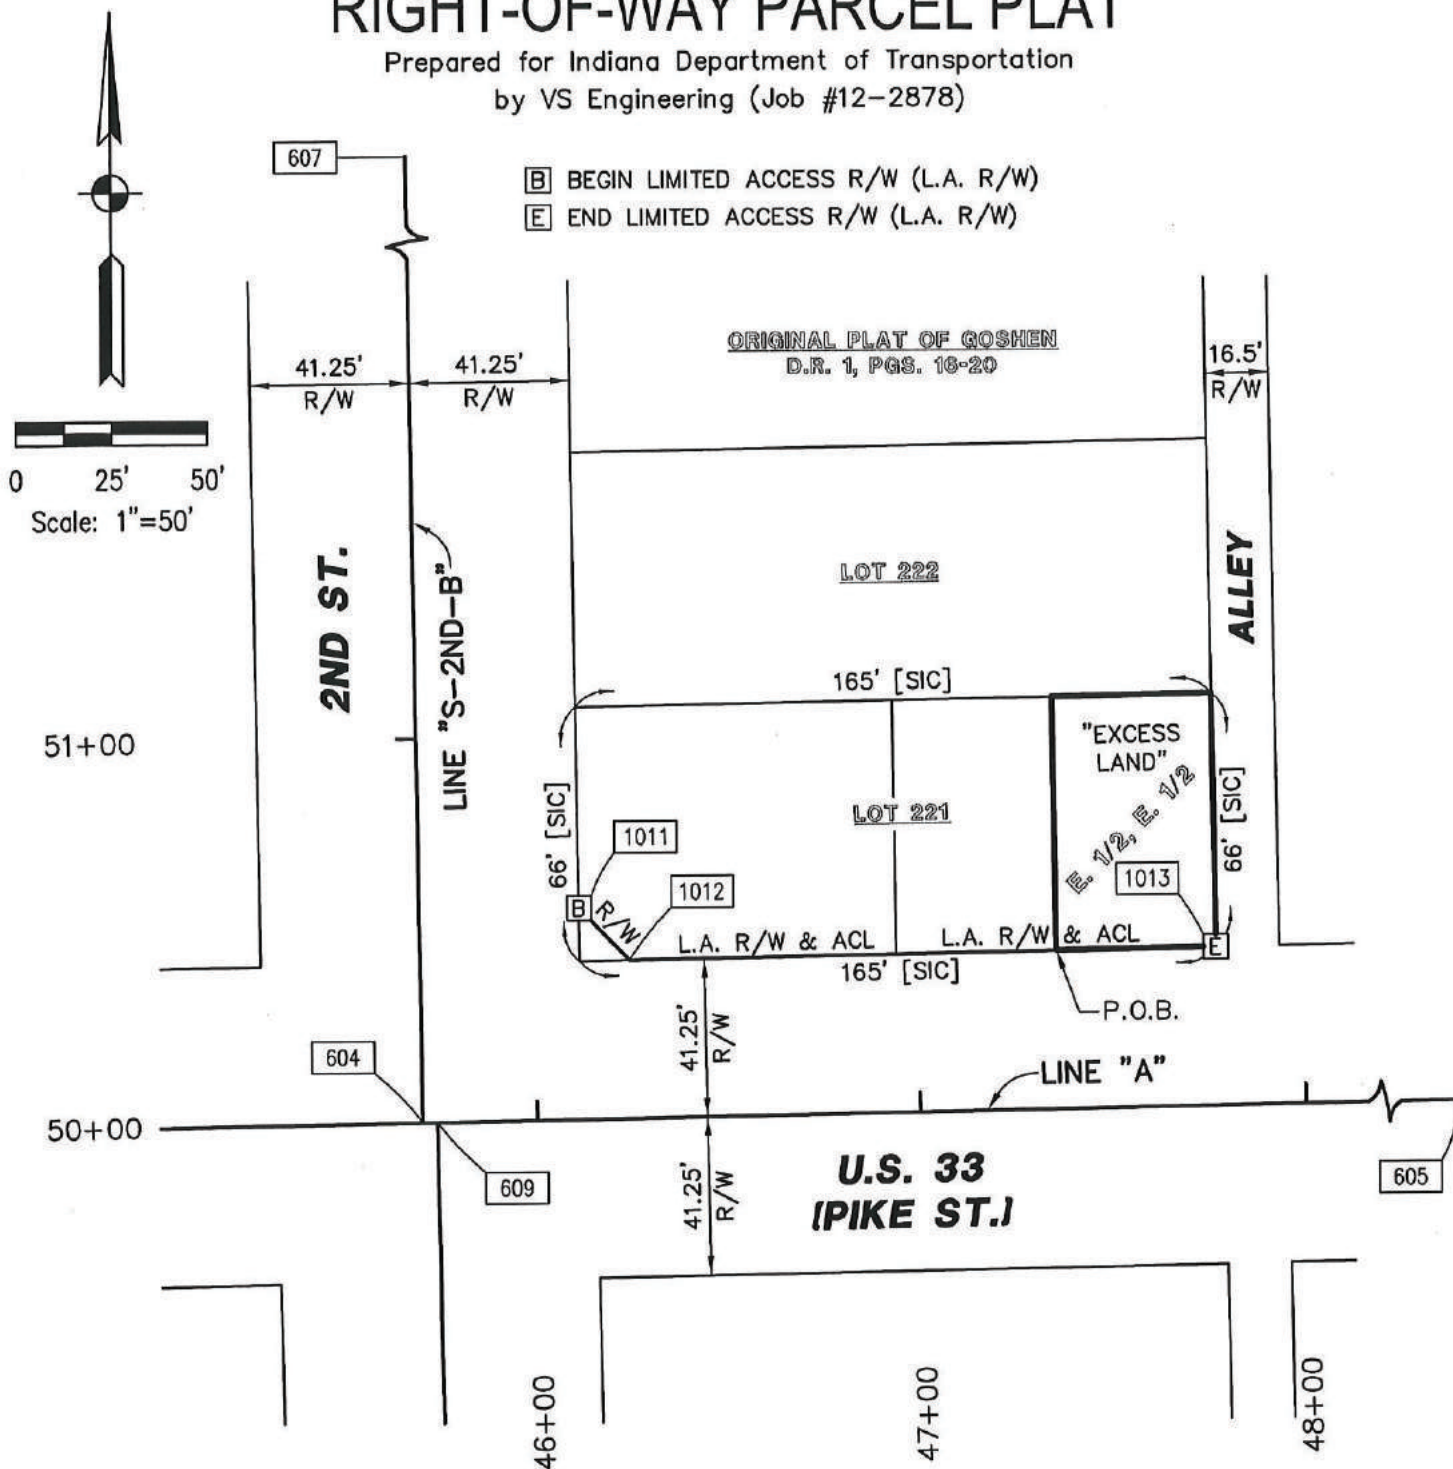 RIGHT-OF-WAY PARCEL PLAT
Prepared for Indiana Department of Transportation
by VS Engineering (Job #12-2878)
607
B BEGIN LIMITED ACCESS R/W (L.A. R/W)
E END LIMITED ACCESS R/W (L.A. R/W)
ORIGINAL PLAT OF GOSHEN
D.R. 1, PGS. 16-20
41.25'
R/W
41.25'
R/W
16.5'
R/W
0 25' 50'
Scale: 1"=50'
2ND ST.
LINE "S-2ND-B"
LOT 222
ALLEY
165' [SIC]
51+00
"EXCESS
LAND"
E. 1/2, E. 1/2
66' [SIC]
66' [SIC]
LOT 221
1011
1012
1013
B
R/W
L.A. R/W & ACL
L.A. R/W & ACL
E
165' [SIC]
P.O.B.
41.25'
R/W
604
LINE "A"
50+00
609
41.25'
R/W
U.S. 33
(PIKE ST.)
605
46+00
47+00
48+00